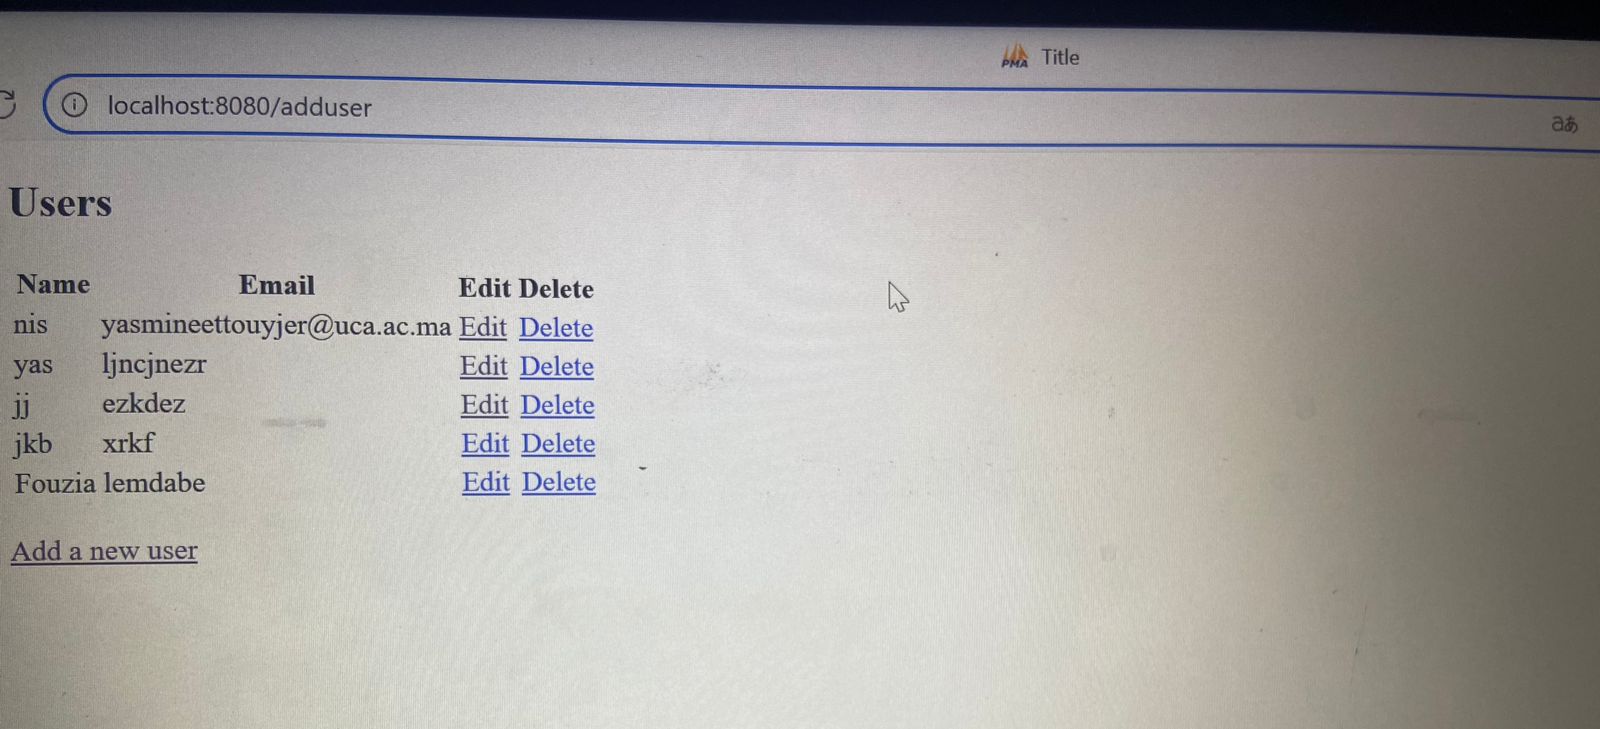 PMA Title
localhost:8080/adduser
aあ
Users
Name Email Edit Delete
nis yasmineettouyjer@uca.ac.ma Edit Delete
yas ljncjnezr Edit Delete
jj ezkdez Edit Delete
jkb xrkf Edit Delete
Fouzia lemdabe Edit Delete
Add a new user